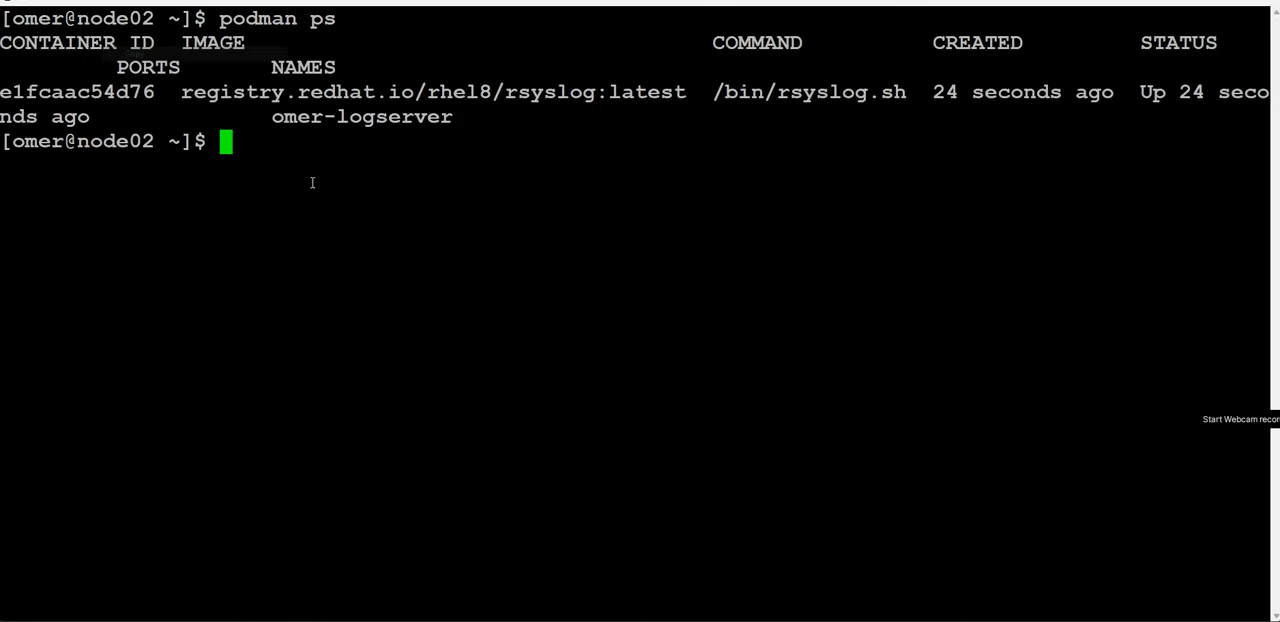 [omer@node02 ~]$ podman ps
CONTAINER ID  IMAGE                                    COMMAND          CREATED         STATUS
         PORTS       NAMES
e1fcaac54d76  registry.redhat.io/rhel8/rsyslog:latest  /bin/rsyslog.sh  24 seconds ago  Up 24 seco
nds ago              omer-logserver
[omer@node02 ~]$
Start Webcam recor